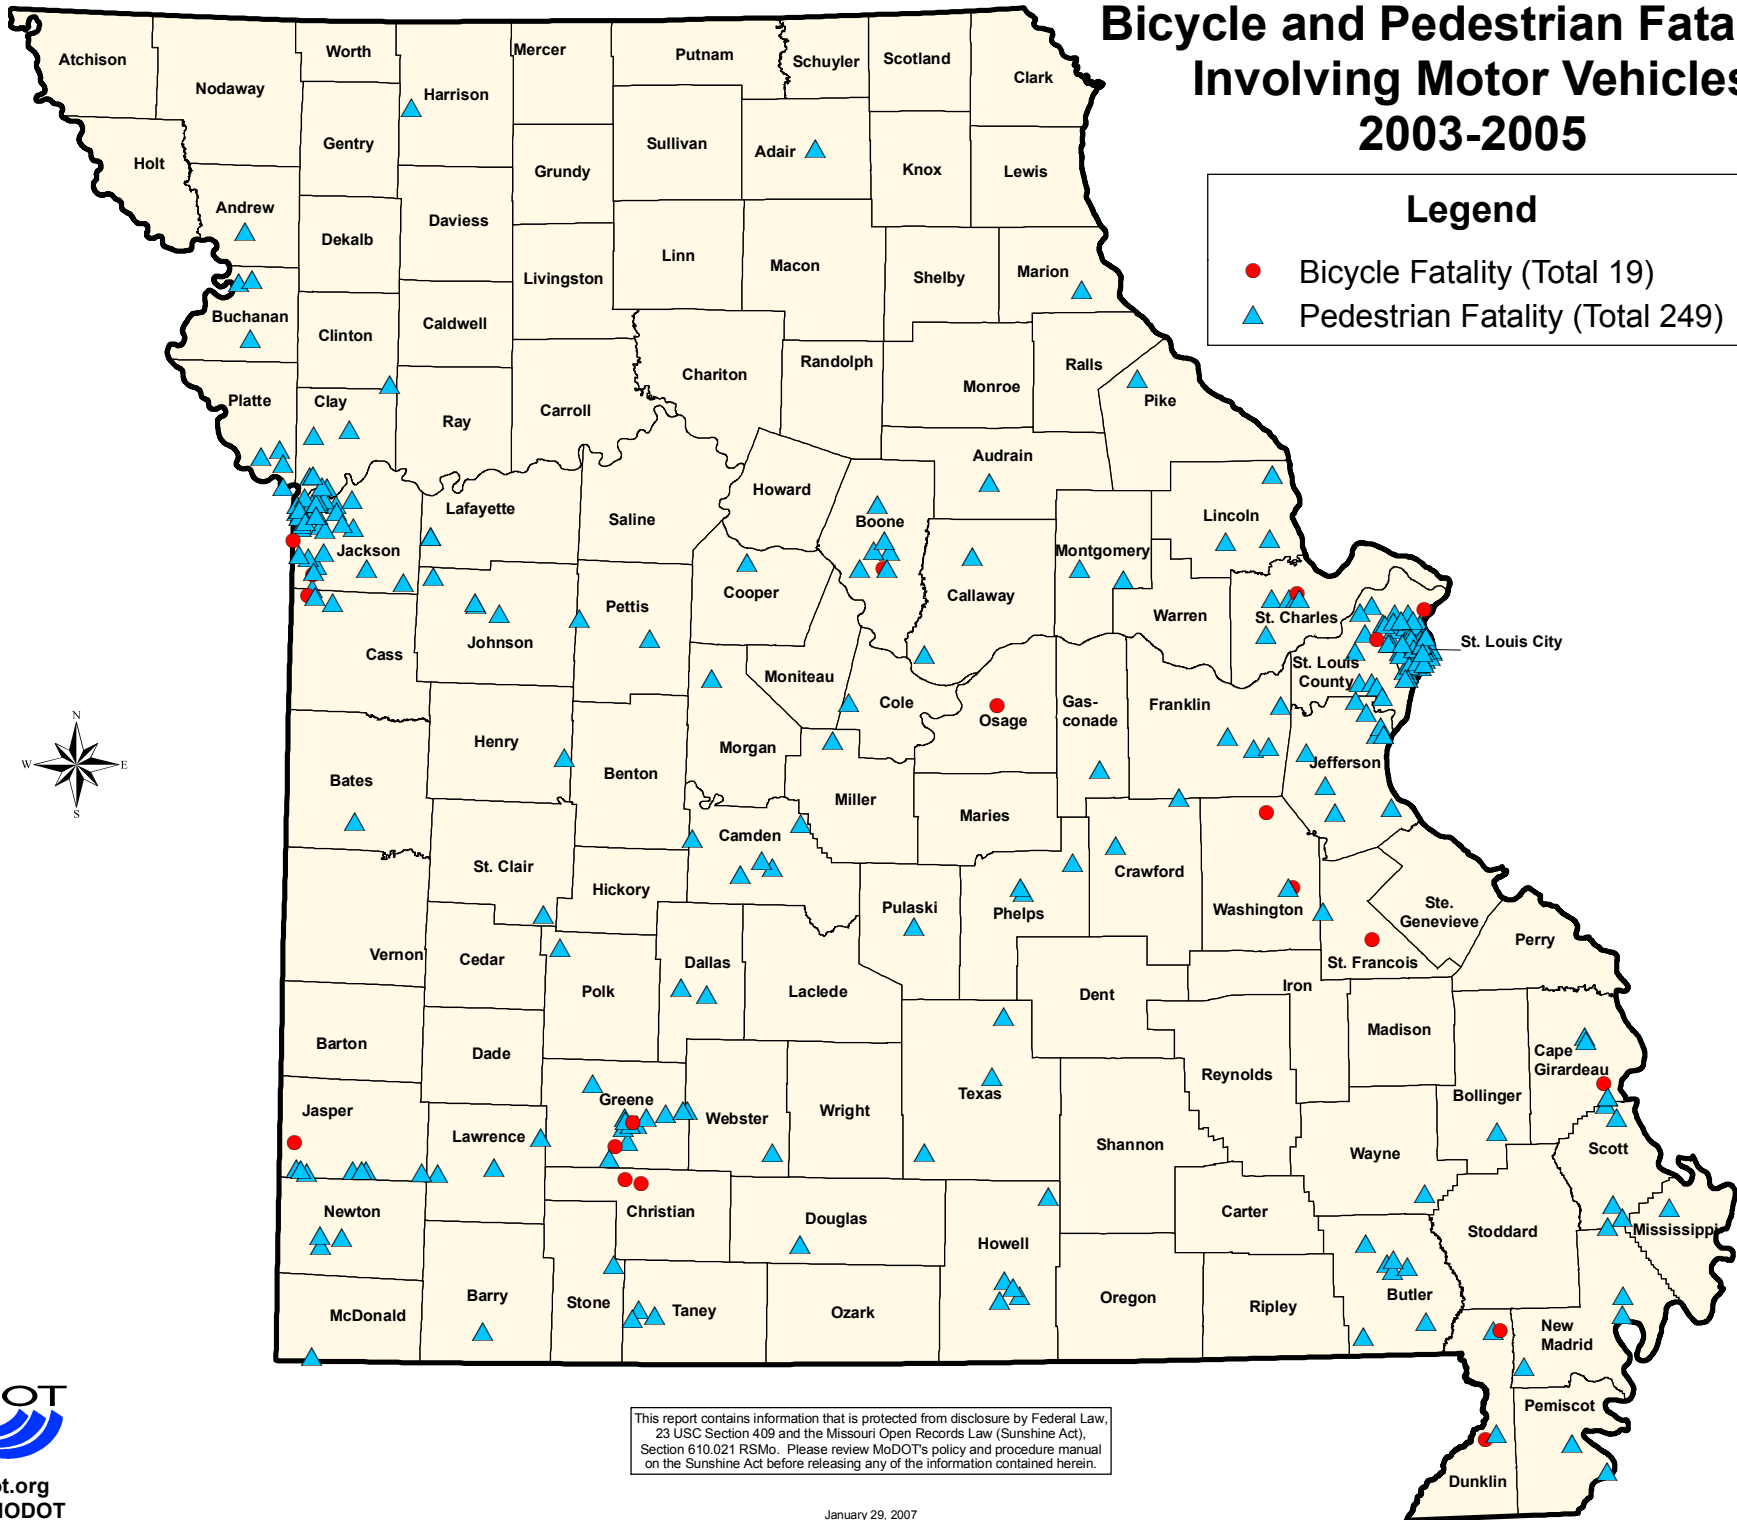 Bicycle and Pedestrian Fata
Involving Motor Vehicles
2003-2005
Legend
Bicycle Fatality (Total 19)
Pedestrian Fatality (Total 249)
Atchison
Nodaway
Worth
Harrison
Mercer
Putnam
Schuyler
Scotland
Clark
Holt
Gentry
Grundy
Sullivan
Adair
Knox
Lewis
Andrew
Dekalb
Daviess
Livingston
Linn
Macon
Shelby
Marion
Buchanan
Clinton
Caldwell
Chariton
Randolph
Monroe
Ralls
Pike
Platte
Clay
Ray
Carroll
Audrain
Howard
Boone
Lafayette
Saline
Jackson
Lincoln
Montgomery
Cooper
Callaway
Pettis
Johnson
Cass
Warren
St. Charles
St. Louis City
St. Louis
County
Moniteau
Cole
Osage
Gas-
conade
Franklin
Henry
Morgan
Benton
Bates
Miller
Maries
Jefferson
Camden
St. Clair
Hickory
Pulaski
Phelps
Crawford
Washington
Ste.
Genevieve
Perry
Vernon
Cedar
Polk
Dallas
Laclede
Dent
Iron
St. Francois
Madison
Barton
Dade
Cape
Girardeau
Reynolds
Bollinger
Jasper
Greene
Lawrence
Webster
Wright
Texas
Shannon
Wayne
Scott
Newton
Christian
Douglas
Howell
Carter
Stoddard
Mississippi
McDonald
Barry
Stone
Taney
Ozark
Oregon
Ripley
Butler
New
Madrid
Pemiscot
Dunklin
N
W
E
S
OT
t.org
MODOT
This report contains information that is protected from disclosure by Federal Law,
23 USC Section 409 and the Missouri Open Records Law (Sunshine Act),
Section 610.021 RSMo. Please review MoDOT's policy and procedure manual
on the Sunshine Act before releasing any of the information contained herein.
January 29, 2007